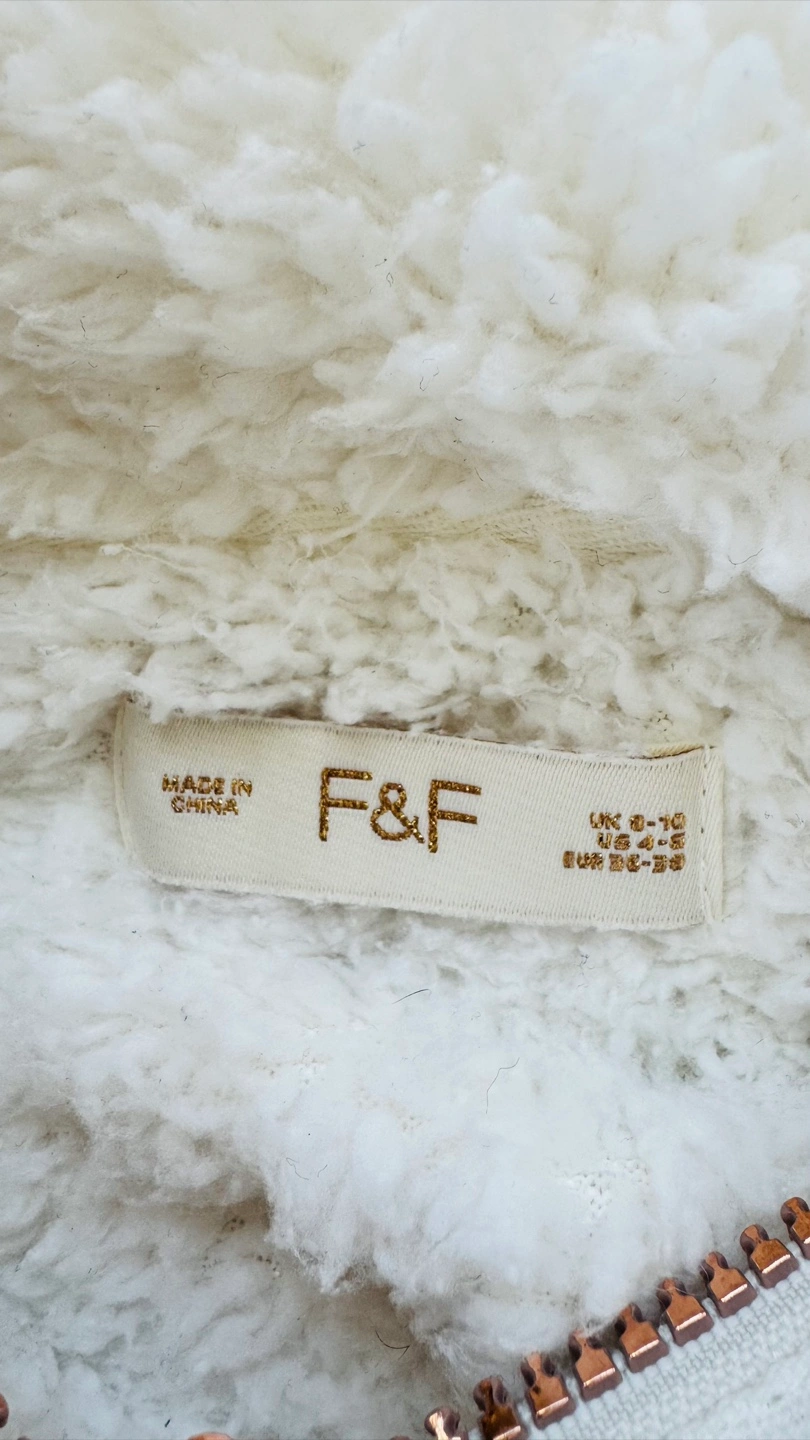 MADE IN
CHINA
F&F
UK 8-10
US 4-6
EUR 36-38